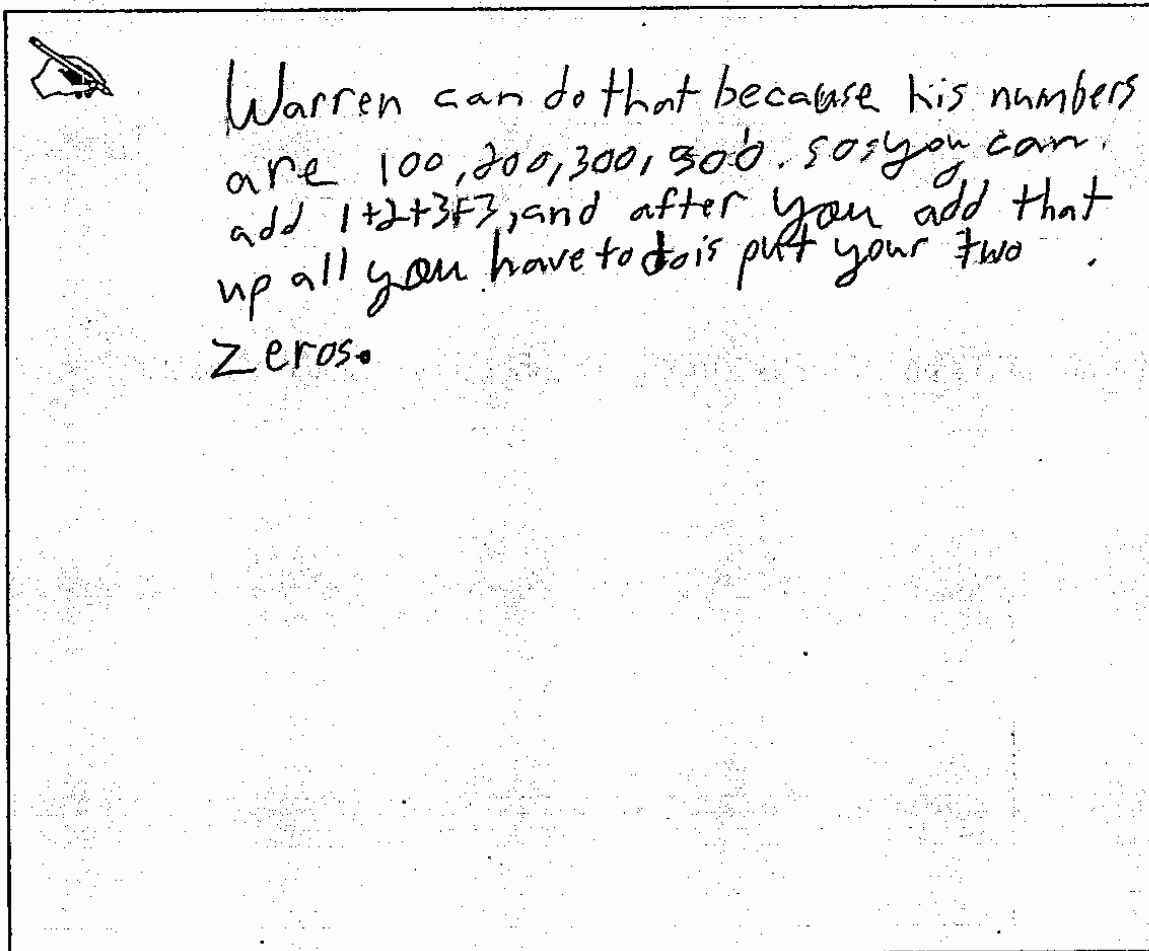 Warren can do that because his numbers
are 100, 200, 300, 300. so, you can
add 1+2+3+3, and after you add that
up all you have to do is put your two
zeros.